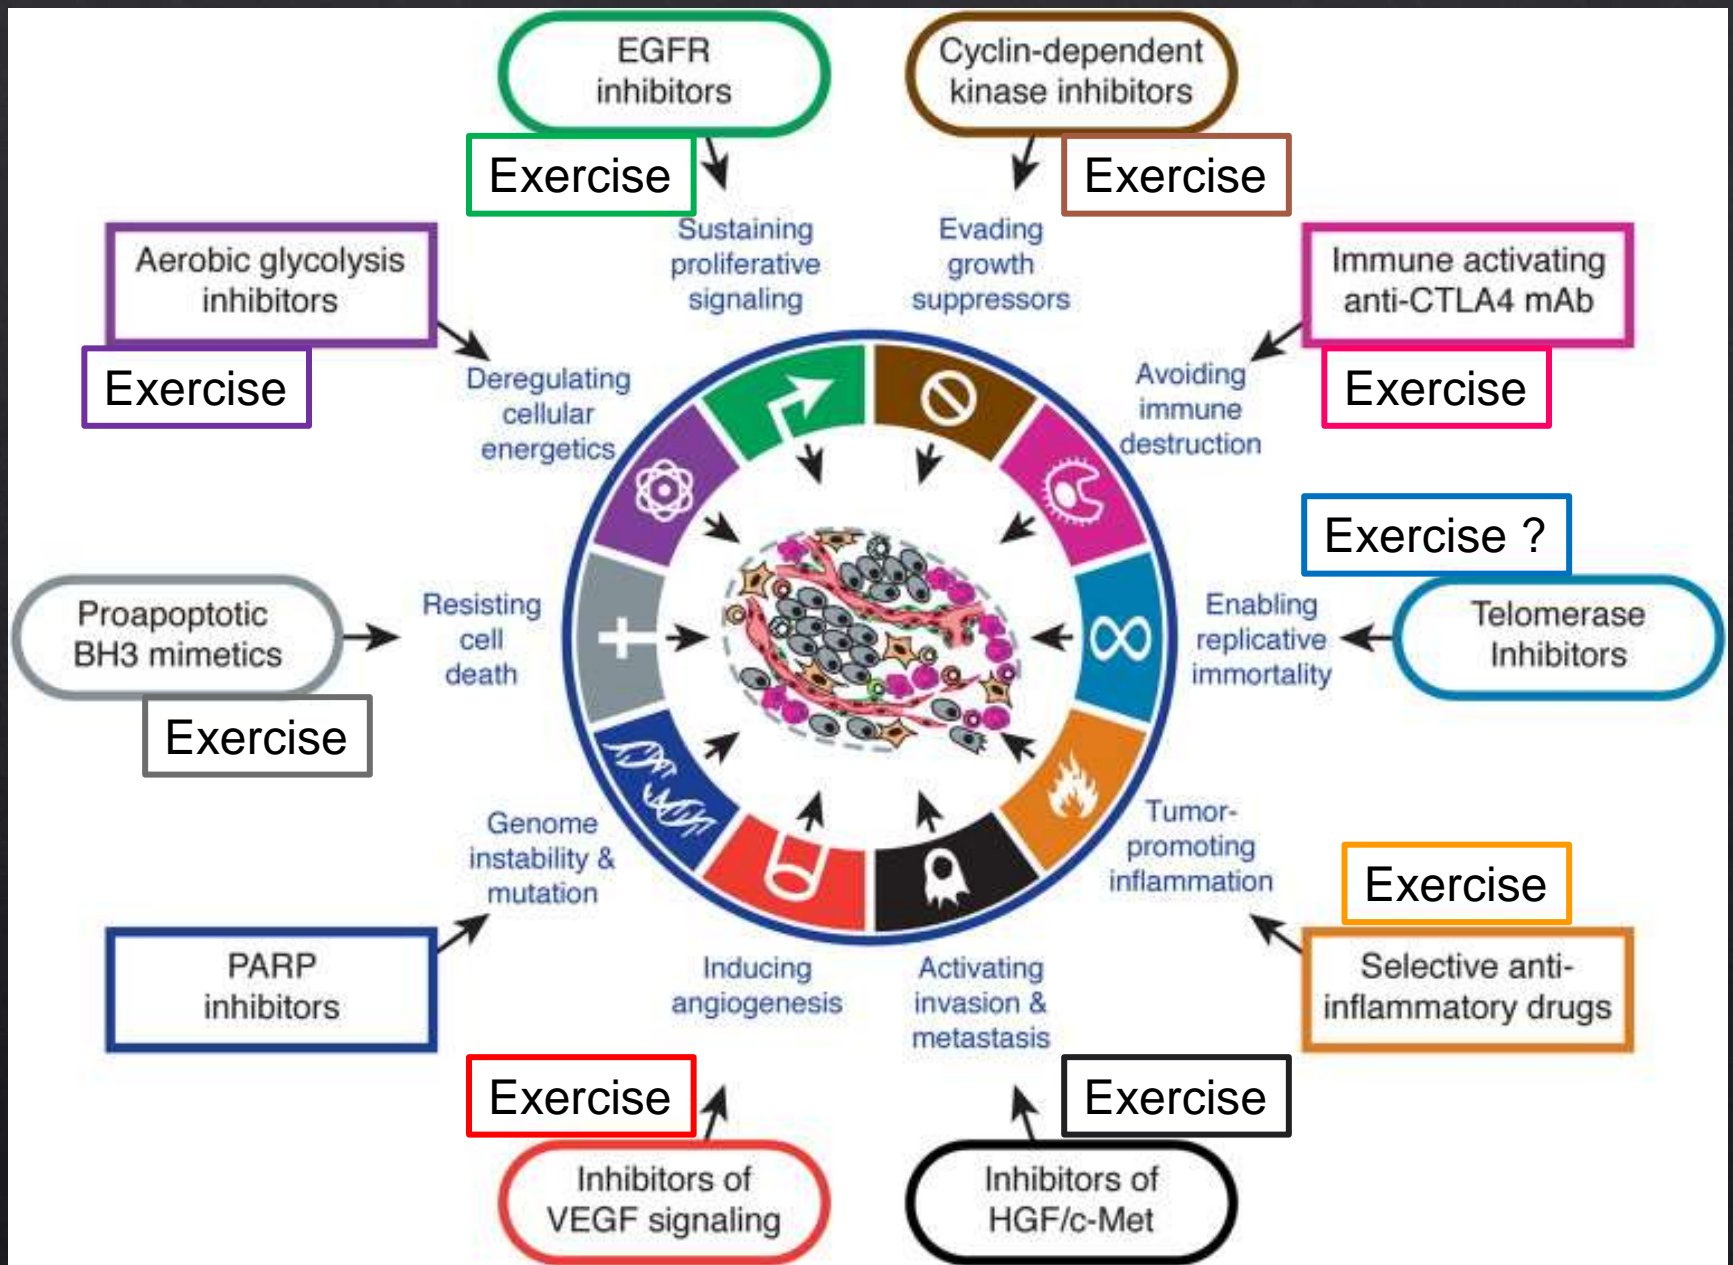 EGFR
inhibitors
Exercise
Cyclin-dependent
kinase inhibitors
Exercise
Sustaining
proliferative
signaling
Evading
growth
suppressors
Aerobic glycolysis
inhibitors
Exercise
Deregulating
cellular
energetics
Immune activating
anti-CTLA4 mAb
Exercise
Avoiding
immune
destruction
Proapoptotic
BH3 mimetics
Exercise
Resisting
cell
death
Exercise ?
Enabling
replicative
immortality
Telomerase
Inhibitors
Genome
instability &
mutation
PARP
inhibitors
Tumor-
promoting
inflammation
Exercise
Selective anti-
inflammatory drugs
Inducing
angiogenesis
Activating
invasion &
metastasis
Exercise
Inhibitors of
VEGF signaling
Exercise
Inhibitors of
HGF/c-Met